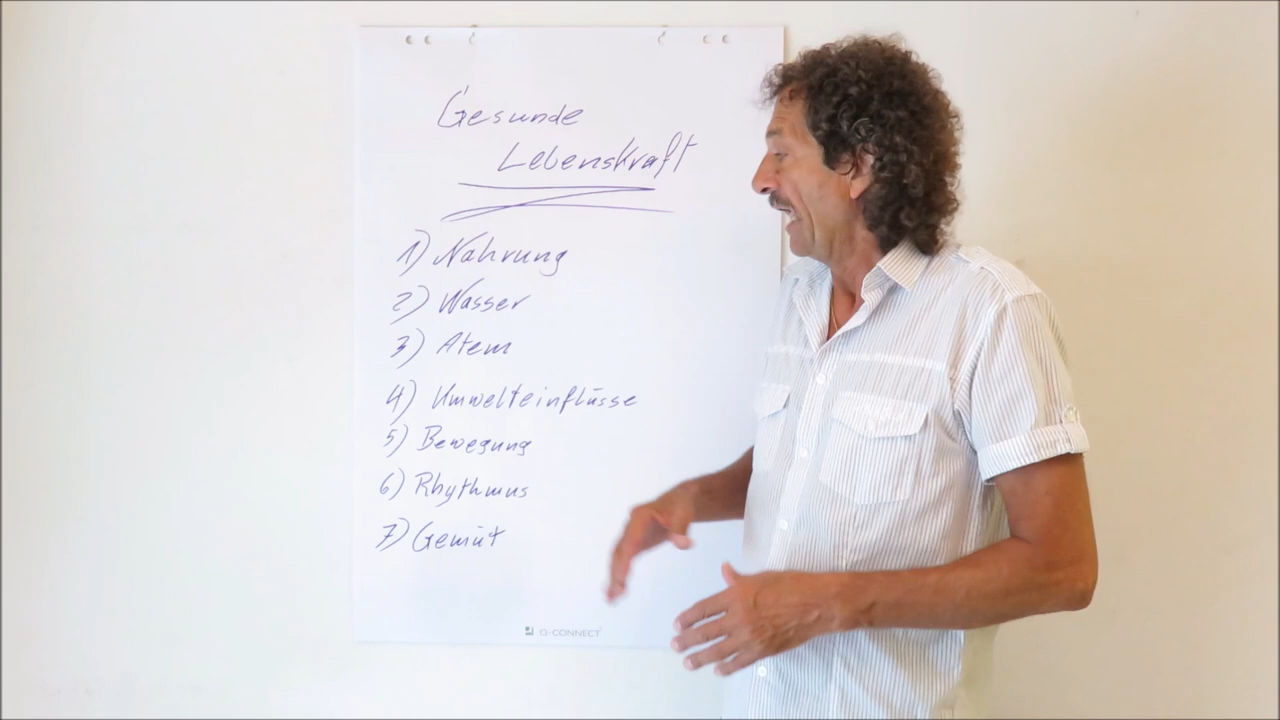 Gesunde
Lebenskraft
1) Nahrung
2) Wasser
3) Atem
4) Umwelteinflüsse
5) Bewegung
6) Rhythmus
7) Gemüt
Q-CONNECT